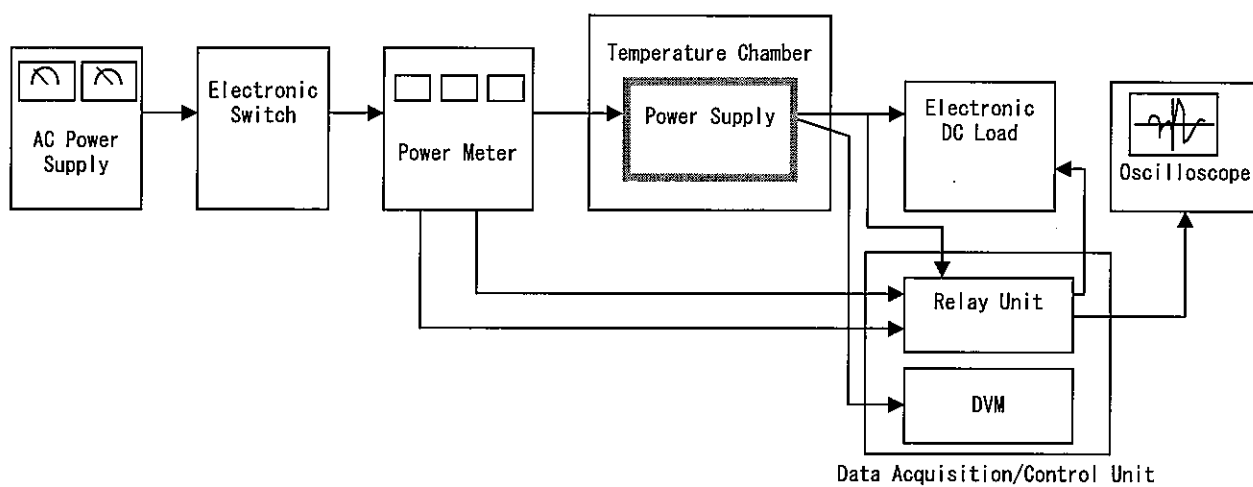 AC Power
Supply
Electronic
Switch
Power Meter
Temperature Chamber
Power Supply
Electronic
DC Load
Oscilloscope
Relay Unit
DVM
Data Acquisition/Control Unit